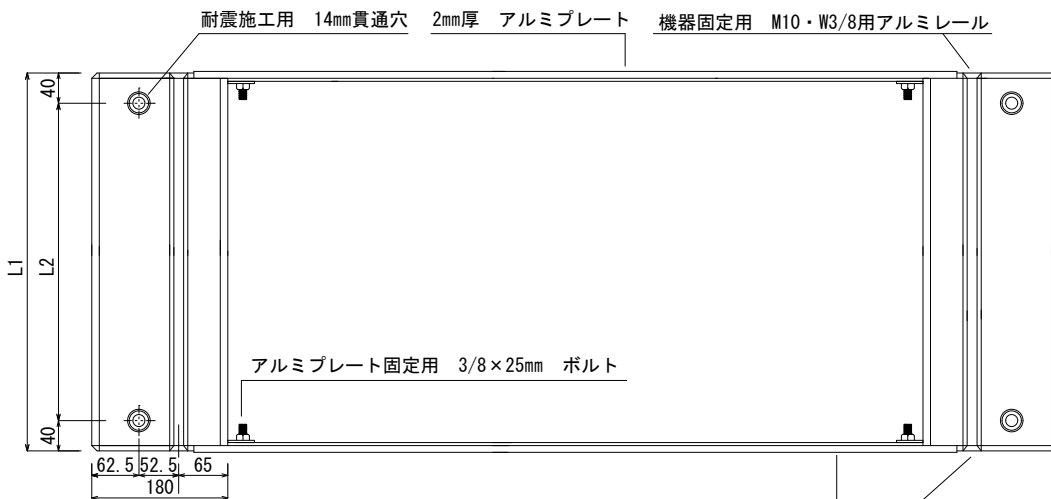 耐震施工用　14mm貫通穴
2mm厚　アルミプレート
機器固定用　M10・W3/8用アルミレール
40
L1
L2
アルミプレート固定用　3/8×25mm　ボルト
40
62.5
52.5
65
180